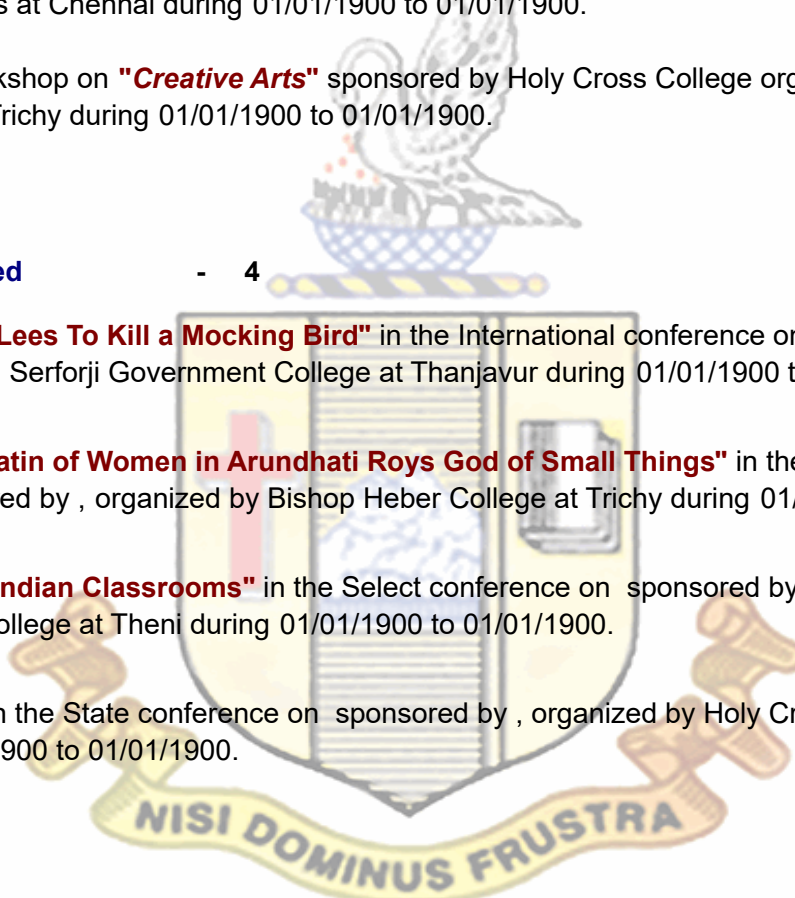 s at Chennai during 01/01/1900 to 01/01/1900.
kshop on "Creative Arts" sponsored by Holy Cross College org
Trichy during 01/01/1900 to 01/01/1900.
ed - 4
Lees To Kill a Mocking Bird" in the International conference on
Serforji Government College at Thanjavur during 01/01/1900 t
atin of Women in Arundhati Roys God of Small Things" in the
ed by , organized by Bishop Heber College at Trichy during 01/
Indian Classrooms" in the Select conference on sponsored by
ollege at Theni during 01/01/1900 to 01/01/1900.
n the State conference on sponsored by , organized by Holy Cr
900 to 01/01/1900.
NISI DOMINUS FRUSTRA